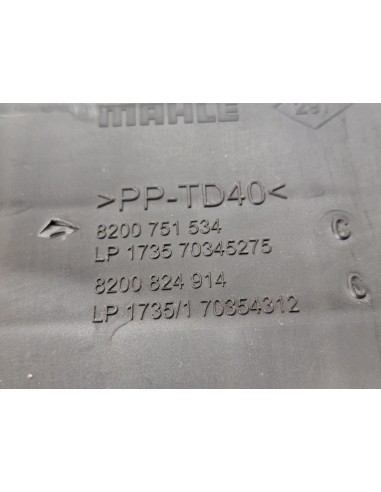 MAHLE
>PP-TD40<
8200 751 534 C
LP 1735 70345275
8200 824 914 C
LP 1735/1 70354312